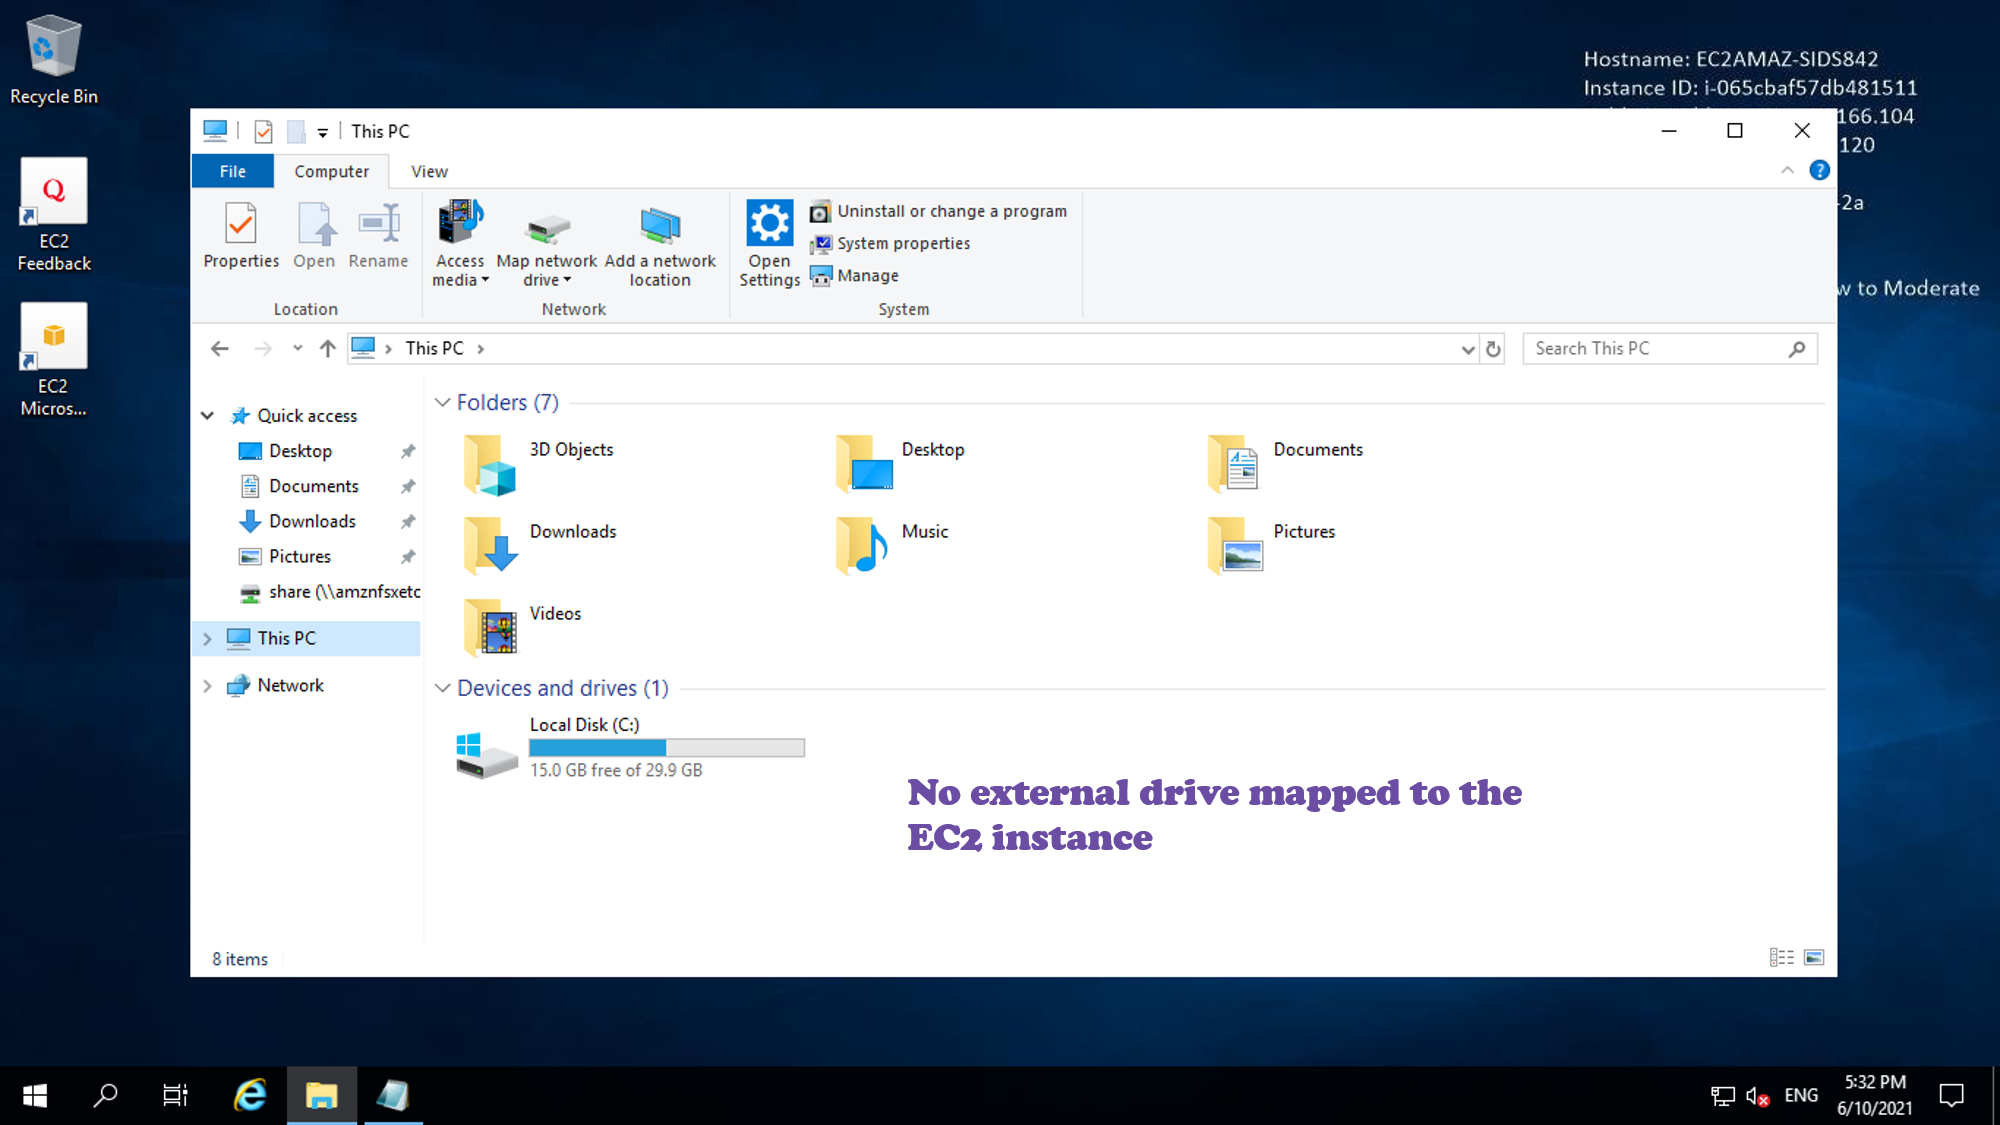 Recycle Bin
EC2
Feedback
EC2
Micros...
Hostname: EC2AMAZ-SIDS842
Instance ID: i-065cbaf57db481511
166.104
120
-2a
to Moderate
This PC
File
Computer
View
Properties
Open
Rename
Location
Access
media
Map network
drive
Add a network
location
Network
Open
Settings
Uninstall or change a program
System properties
Manage
System
This PC
Search This PC
Quick access
Desktop
Documents
Downloads
Pictures
share (\\amznfsxetc
This PC
Network
Folders (7)
3D Objects
Desktop
Documents
Downloads
Music
Pictures
Videos
Devices and drives (1)
Local Disk (C:)
15.0 GB free of 29.9 GB
No external drive mapped to the
EC2 instance
8 items
ENG
5:32 PM
6/10/2021